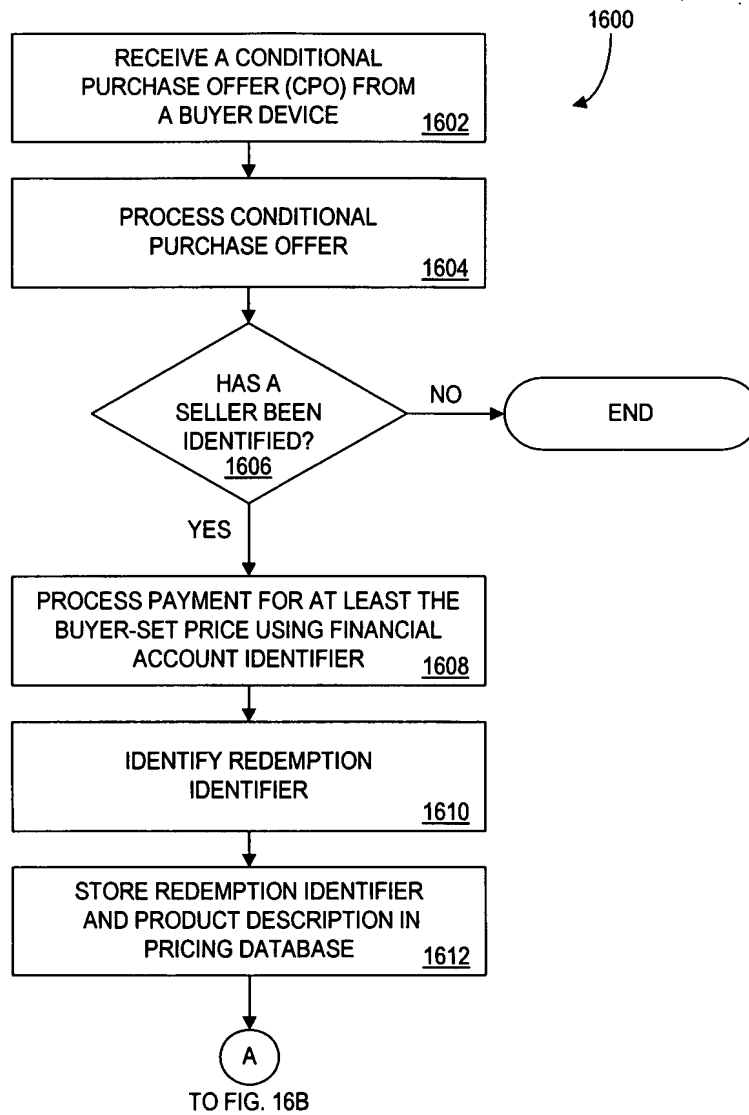 1600
RECEIVE A CONDITIONAL
PURCHASE OFFER (CPO) FROM
A BUYER DEVICE
1602
PROCESS CONDITIONAL
PURCHASE OFFER
1604
HAS A
SELLER BEEN
IDENTIFIED?
1606
NO
END
YES
PROCESS PAYMENT FOR AT LEAST THE
BUYER-SET PRICE USING FINANCIAL
ACCOUNT IDENTIFIER
1608
IDENTIFY REDEMPTION
IDENTIFIER
1610
STORE REDEMPTION IDENTIFIER
AND PRODUCT DESCRIPTION IN
PRICING DATABASE
1612
A
TO FIG. 16B